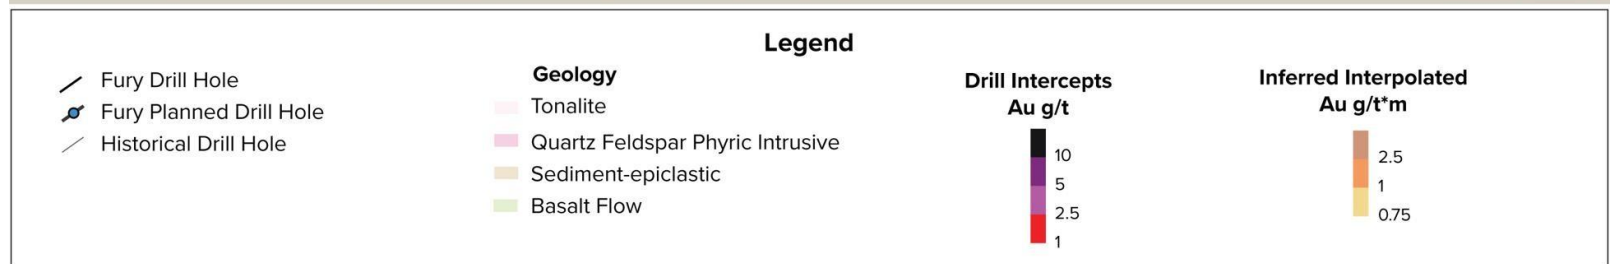 Legend
Fury Drill Hole
Fury Planned Drill Hole
Historical Drill Hole
Geology
Tonalite
Quartz Feldspar Phyric Intrusive
Sediment-epiclastic
Basalt Flow
Drill Intercepts
Au g/t
10
5
2.5
1
Inferred Interpolated
Au g/t*m
2.5
1
0.75